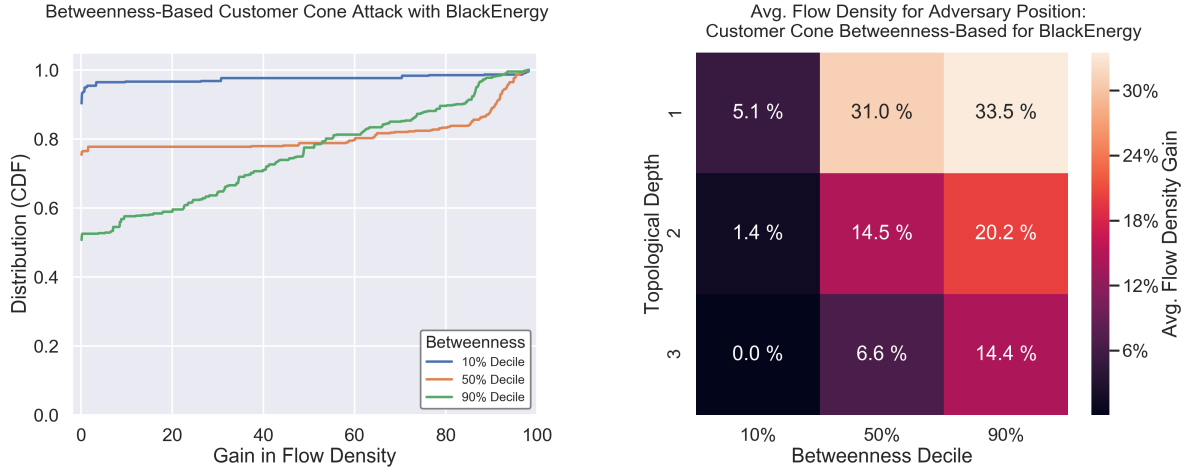 Betweenness-Based Customer Cone Attack with BlackEnergy
Distribution (CDF)
1.0
0.8
0.6
0.4
0.2
0.0
0
20
40
60
80
100
Gain in Flow Density
Betweenness
10% Decile
50% Decile
90% Decile
Avg. Flow Density for Adversary Position:
Customer Cone Betweenness-Based for BlackEnergy
Topological Depth
1
2
3
5.1 %
31.0 %
33.5 %
1.4 %
14.5 %
20.2 %
0.0 %
6.6 %
14.4 %
10%
50%
90%
Betweenness Decile
30%
24%
18%
12%
6%
Avg. Flow Density Gain